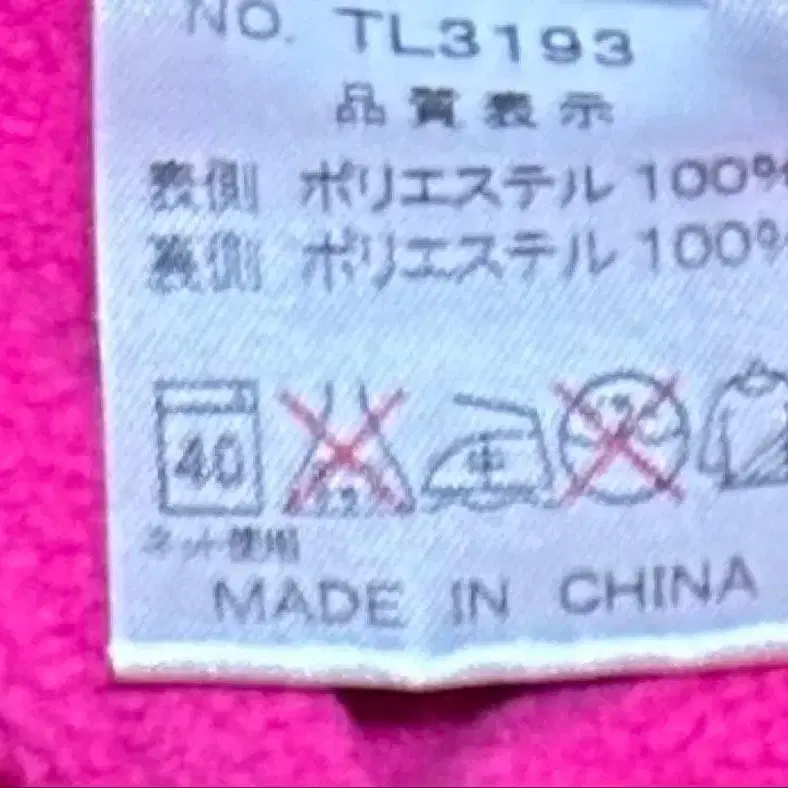 NO. TL3193
品質表示
表側 ポリエステル 100%
裏側 ポリエステル 100%
40 中
ネット使用
MADE IN CHINA